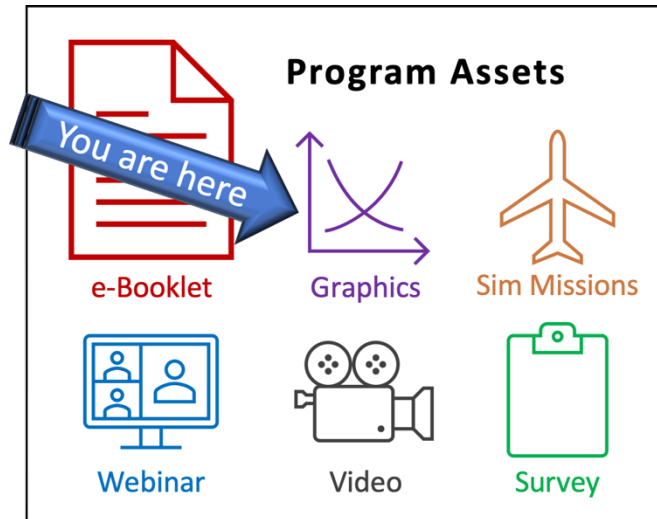 Program Assets
You are here
e-Booklet
Graphics
Sim Missions
Webinar
Video
Survey